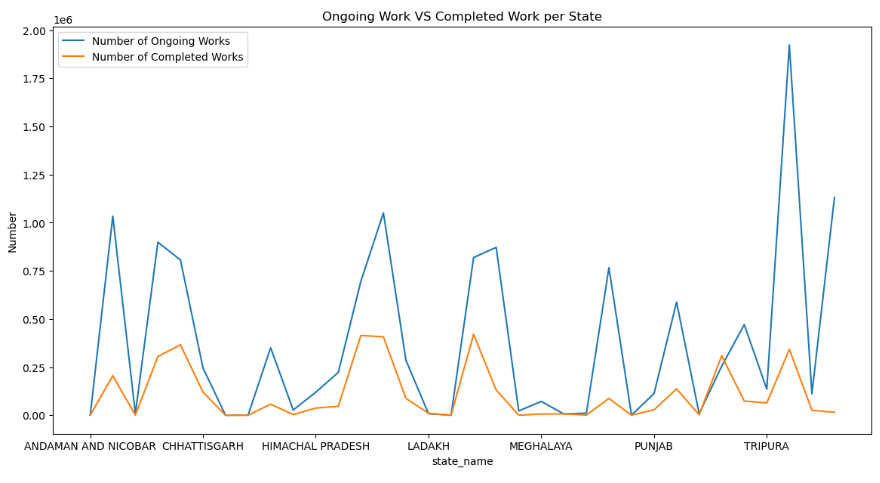 Ongoing Work VS Completed Work per State
1e6
Number of Ongoing Works
Number of Completed Works
2.00
1.75
1.50
1.25
1.00
0.75
0.50
0.25
0.00
Number
ANDAMAN AND NICOBAR CHHATTISGARH HIMACHAL PRADESH LADAKH MEGHALAYA PUNJAB TRIPURA
state_name